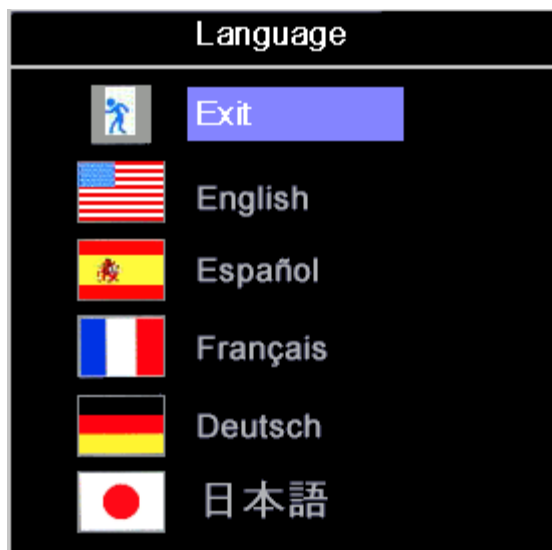 Language
Exit
English
Español
Français
Deutsch
日本語